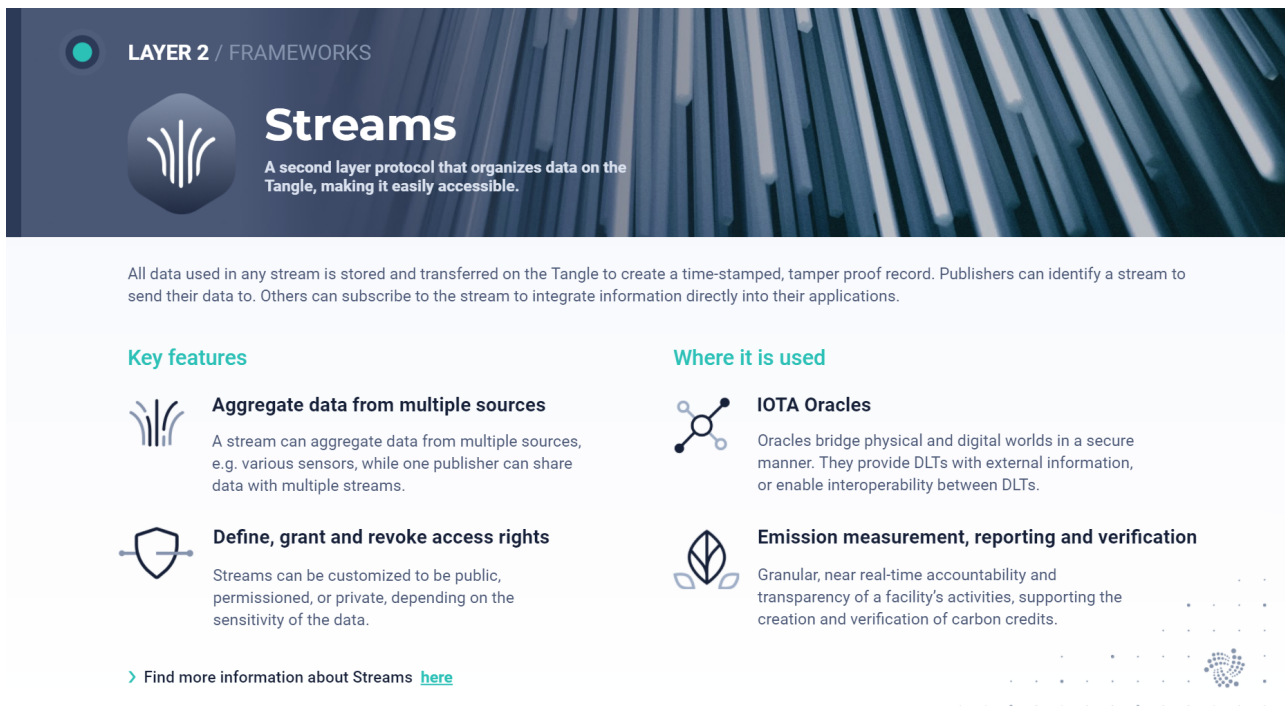 LAYER 2 / FRAMEWORKS
Streams
A second layer protocol that organizes data on the
Tangle, making it easily accessible.
All data used in any stream is stored and transferred on the Tangle to create a time-stamped, tamper proof record. Publishers can identify a stream to
send their data to. Others can subscribe to the stream to integrate information directly into their applications.
Key features
Aggregate data from multiple sources
A stream can aggregate data from multiple sources,
e.g. various sensors, while one publisher can share
data with multiple streams.
Define, grant and revoke access rights
Streams can be customized to be public,
permissioned, or private, depending on the
sensitivity of the data.
Where it is used
IOTA Oracles
Oracles bridge physical and digital worlds in a secure
manner. They provide DLTs with external information,
or enable interoperability between DLTs.
Emission measurement, reporting and verification
Granular, near real-time accountability and
transparency of a facility’s activities, supporting the
creation and verification of carbon credits.
Find more information about Streams here